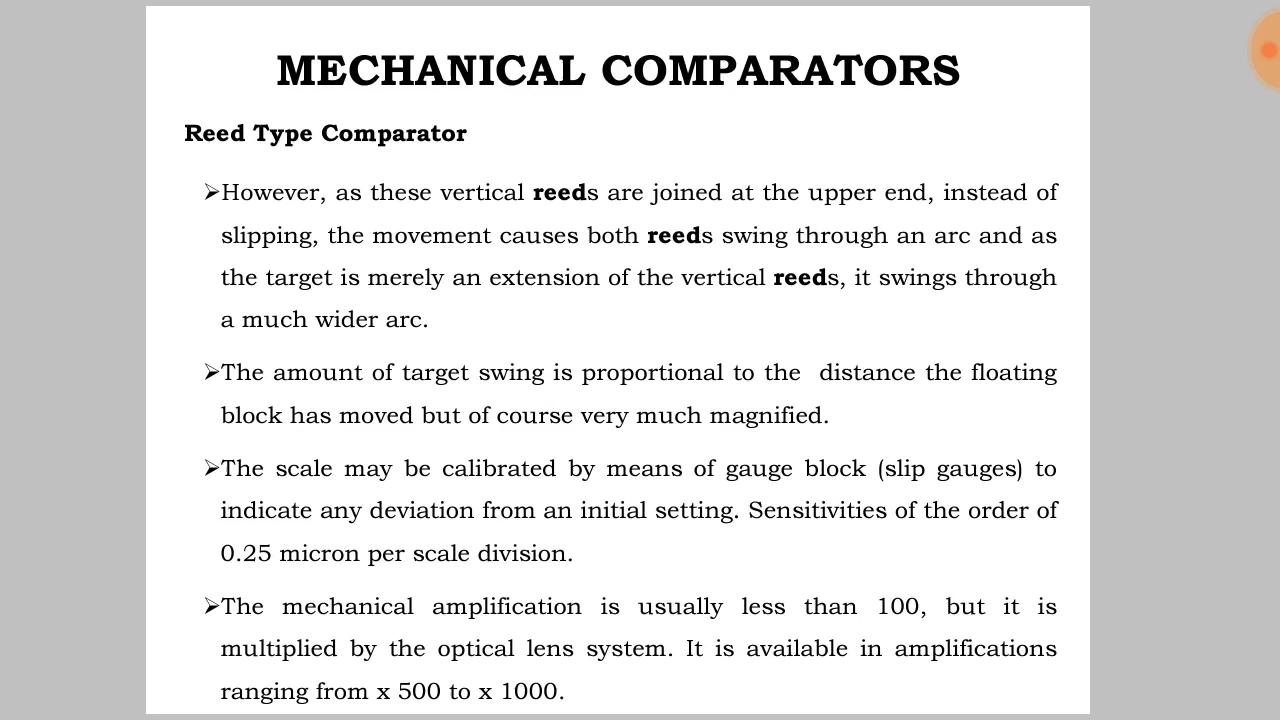 MECHANICAL COMPARATORS
Reed Type Comparator
➢However, as these vertical reeds are joined at the upper end, instead of
slipping, the movement causes both reeds swing through an arc and as
the target is merely an extension of the vertical reeds, it swings through
a much wider arc.
➢The amount of target swing is proportional to the distance the floating
block has moved but of course very much magnified.
➢The scale may be calibrated by means of gauge block (slip gauges) to
indicate any deviation from an initial setting. Sensitivities of the order of
0.25 micron per scale division.
➢The mechanical amplification is usually less than 100, but it is
multiplied by the optical lens system. It is available in amplifications
ranging from x 500 to x 1000.